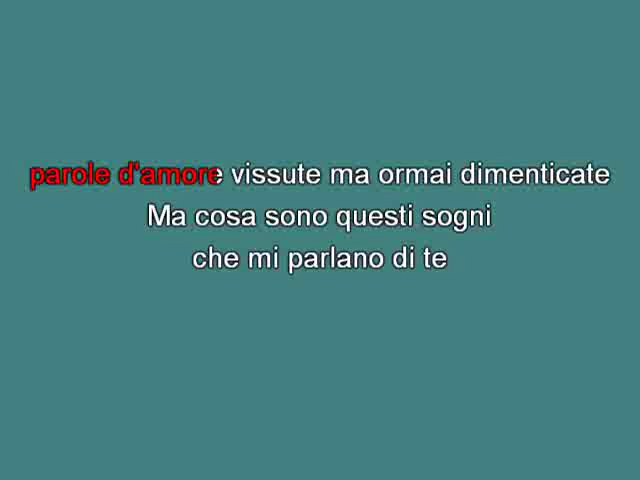 parole d'amore vissute ma ormai dimenticate
Ma cosa sono questi sogni
che mi parlano di te